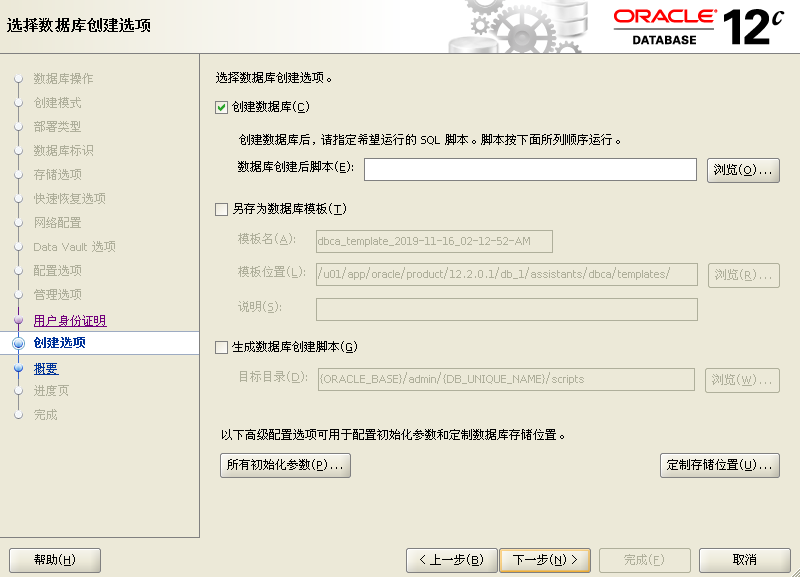 选择数据库创建选项
ORACLE
DATABASE
12c
数据库操作
创建模式
部署类型
数据库标识
存储选项
快速恢复选项
网络配置
Data Vault 选项
配置选项
管理选项
用户身份证明
创建选项
概要
进度页
完成
选择数据库创建选项。
创建数据库(C)
创建数据库后, 请指定希望运行的 SQL 脚本。脚本按下面所列顺序运行。
数据库创建后脚本(E):
浏览(O)...
另存为数据库模板(T)
模板名(A): dbca_template_2019-11-16_02-12-52-AM
模板位置(L): /u01/app/oracle/product/12.2.0.1/db_1/assistants/dbca/templates/ 浏览(R)...
说明(S):
生成数据库创建脚本(G)
目标目录(D): {ORACLE_BASE}/admin/{DB_UNIQUE_NAME}/scripts 浏览(W)...
以下高级配置选项可用于配置初始化参数和定制数据库存储位置。
所有初始化参数(P)... 定制存储位置(U)...
帮助(H) < 上一步(B) 下一步(N) > 完成(F) 取消